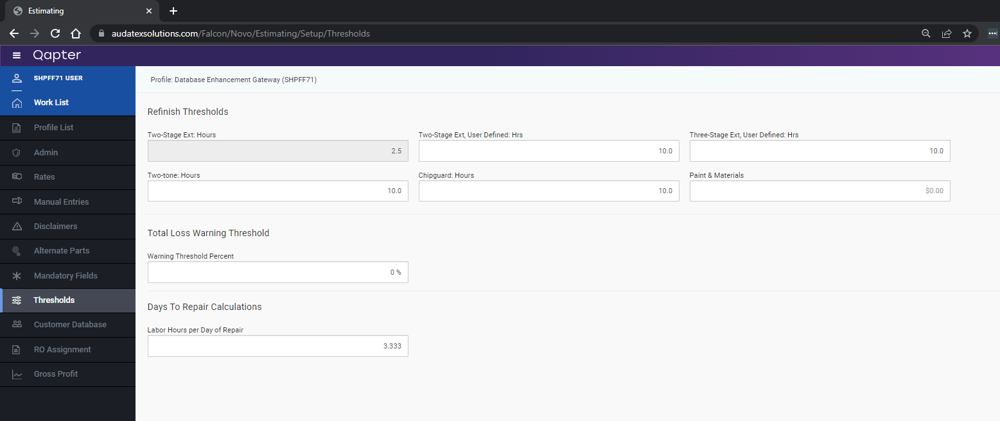 Estimating
audatexsolutions.com/Falcon/Novo/Estimating/Setup/Thresholds
Qapter
SHPFF71 USER
Work List
Profile List
Admin
Rates
Manual Entries
Disclaimers
Alternate Parts
Mandatory Fields
Thresholds
Customer Database
RO Assignment
Gross Profit
Profile: Database Enhancement Gateway (SHPFF71)
Refinish Thresholds
Two-Stage Ext: Hours
2.5
Two-Stage Ext, User Defined: Hrs
10.0
Three-Stage Ext, User Defined: Hrs
10.0
Two-tone: Hours
10.0
Chipguard: Hours
10.0
Paint & Materials
$0.00
Total Loss Warning Threshold
Warning Threshold Percent
0 %
Days To Repair Calculations
Labor Hours per Day of Repair
3.333